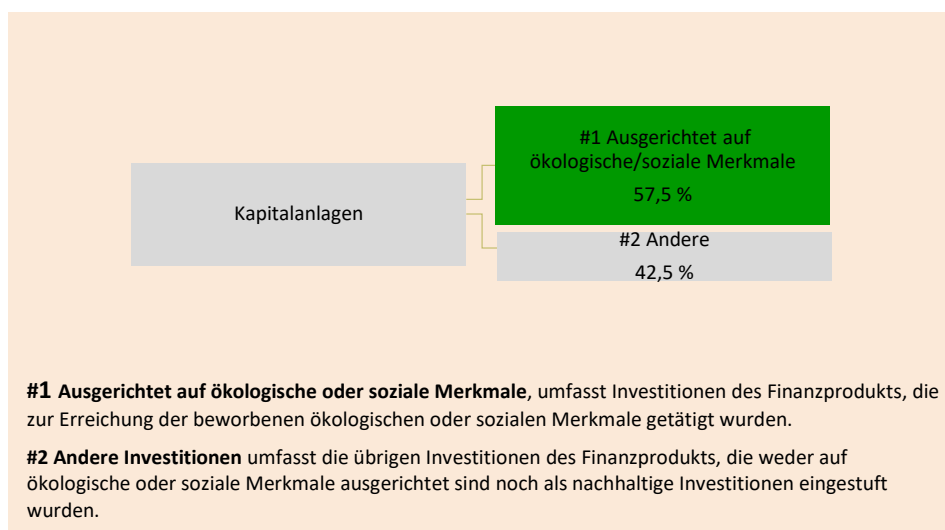 #1 Ausgerichtet auf
ökologische/soziale Merkmale
57,5 %
Kapitalanlagen
#2 Andere
42,5 %
#1 Ausgerichtet auf ökologische oder soziale Merkmale, umfasst Investitionen des Finanzprodukts, die
zur Erreichung der beworbenen ökologischen oder sozialen Merkmale getätigt wurden.
#2 Andere Investitionen umfasst die übrigen Investitionen des Finanzprodukts, die weder auf
ökologische oder soziale Merkmale ausgerichtet sind noch als nachhaltige Investitionen eingestuft
wurden.